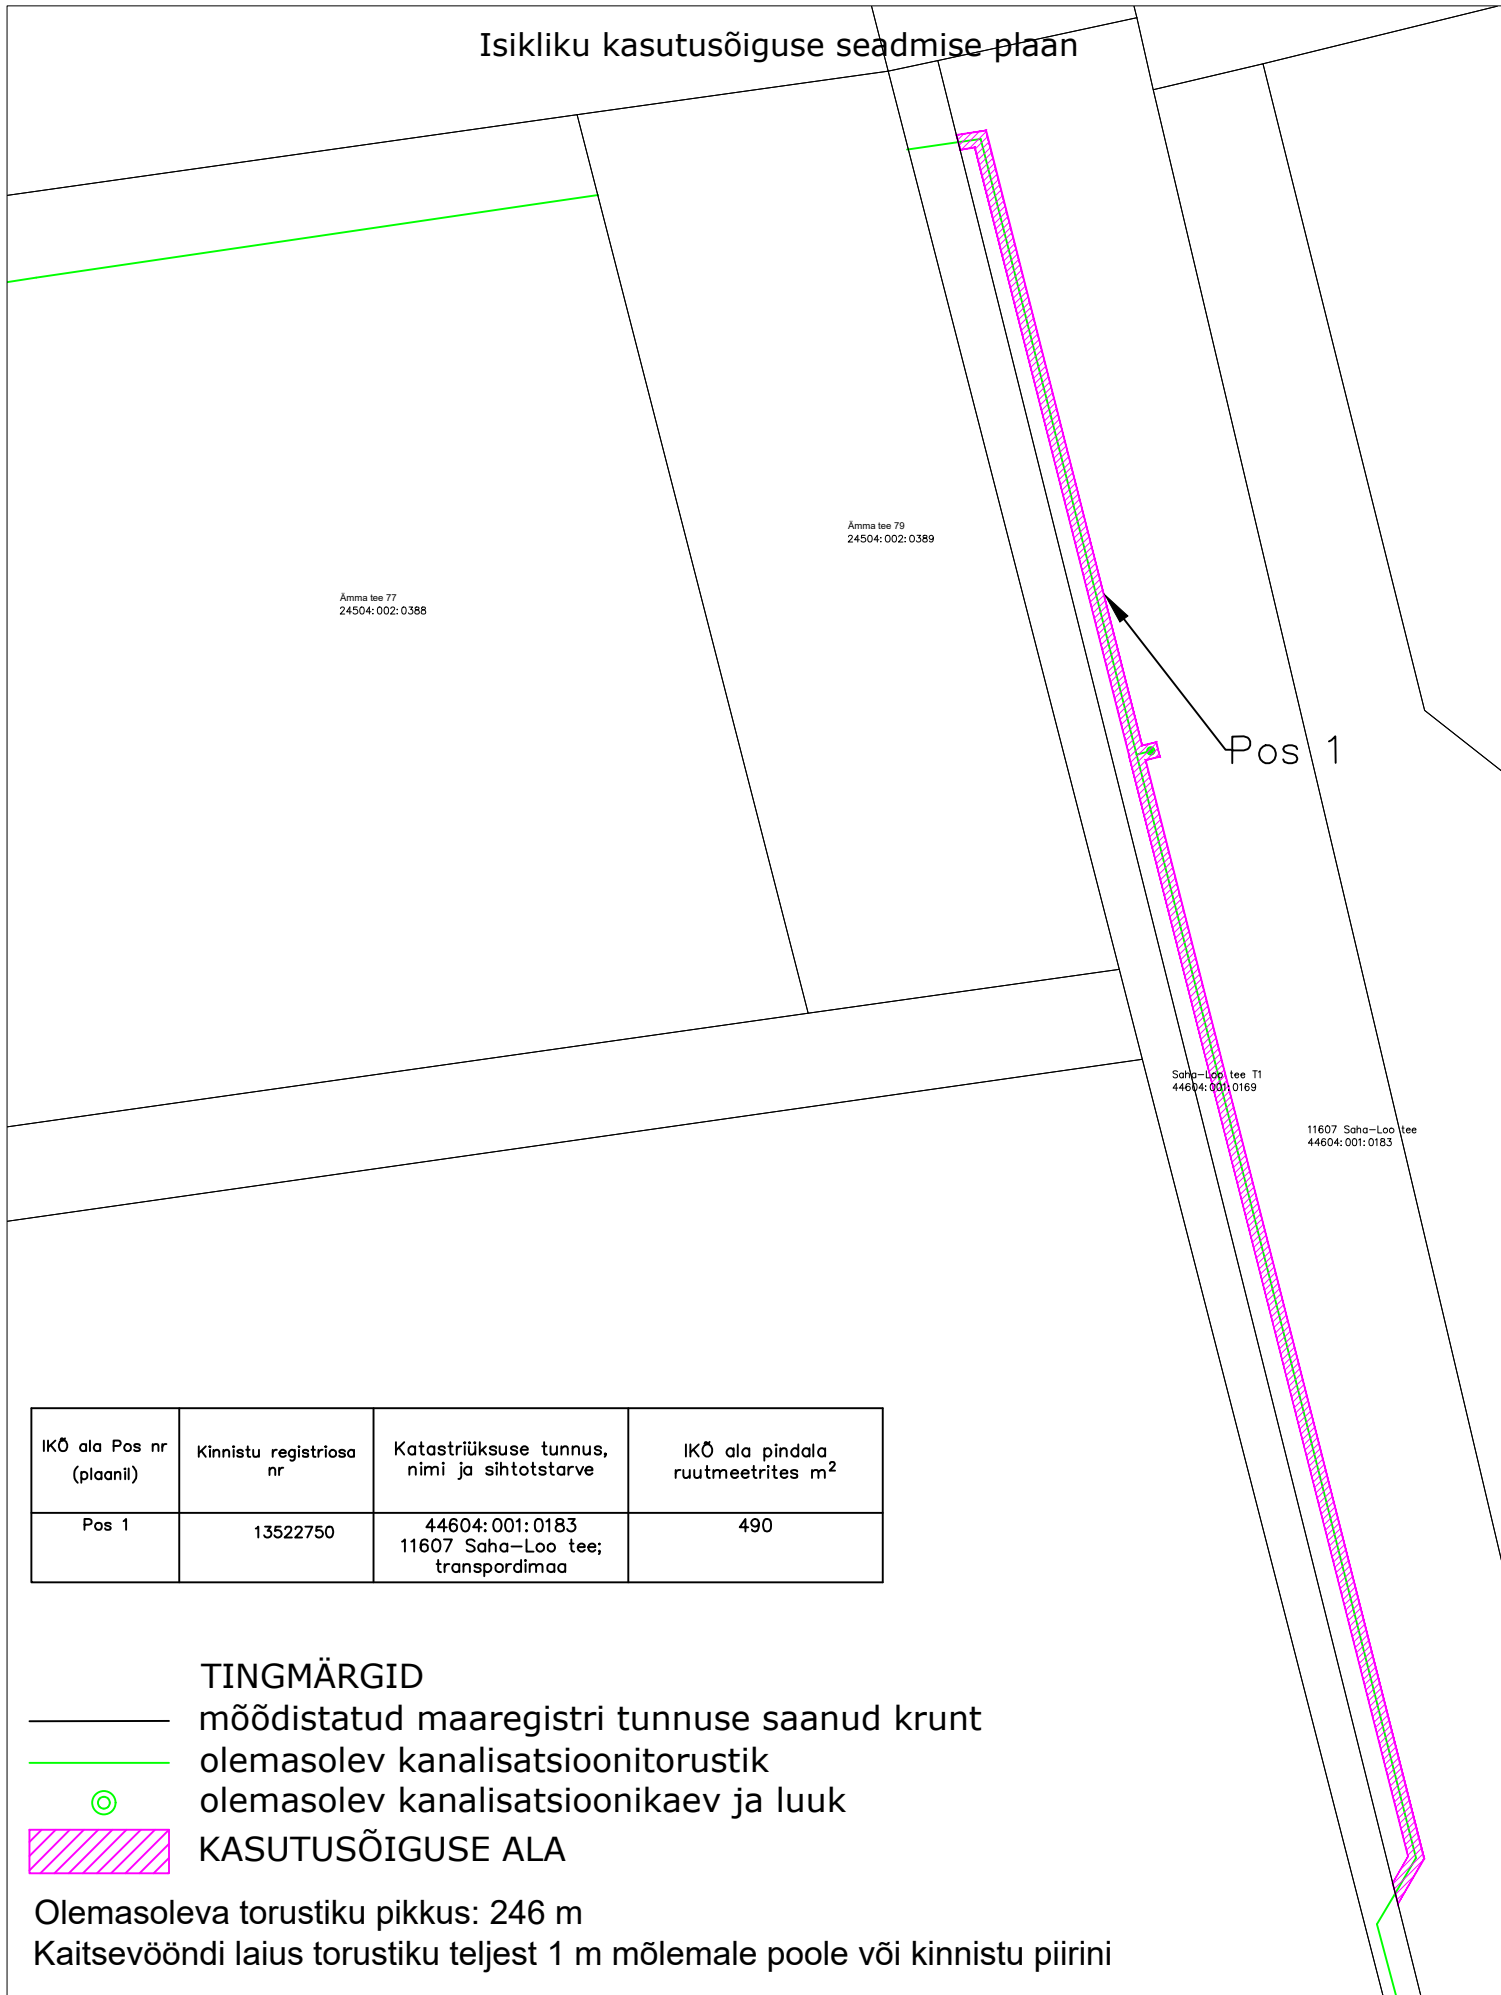 Isikliku kasutusõiguse seadmise plaan
Ämma tee 79
24504:002:0389
Ämma tee 77
24504:002:0388
Pos 1
Saha-Loo tee T1
44604:001:0169
11607 Saha-Loo tee
44604:001:0183
IKÕ ala Pos nr
(plaanil)
Kinnistu registriosa
nr
Katastriüksuse tunnus,
nimi ja sihtotstarve
IKÕ ala pindala
ruutmeetrites m²
Pos 1
13522750
44604:001:0183
11607 Saha-Loo tee;
transpordimaa
490
TINGMÄRGID
mõõdistatud maaregistri tunnuse saanud krunt
olemasolev kanalisatsioonitorustik
olemasolev kanalisatsioonikaev ja luuk
KASUTUSÕIGUSE ALA
Olemasoleva torustiku pikkus: 246 m
Kaitsevööndi laius torustiku teljest 1 m mõlemale poole või kinnistu piirini